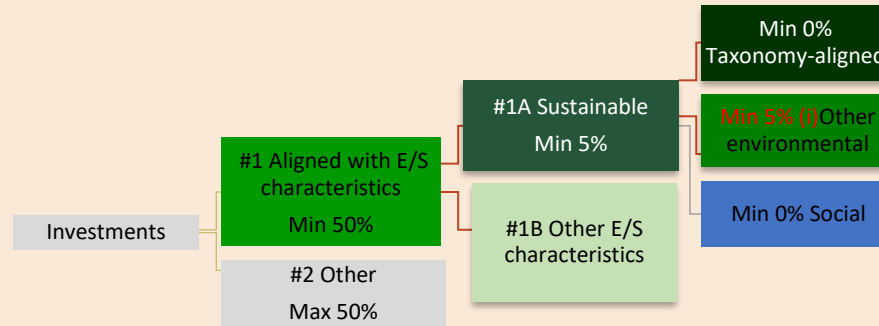 Investments
#1 Aligned with E/S
characteristics
Min 50%
#2 Other
Max 50%
#1A Sustainable
Min 5%
#1B Other E/S
characteristics
Min 0%
Taxonomy-aligned
Min 5% (i)Other
environmental
Min 0% Social